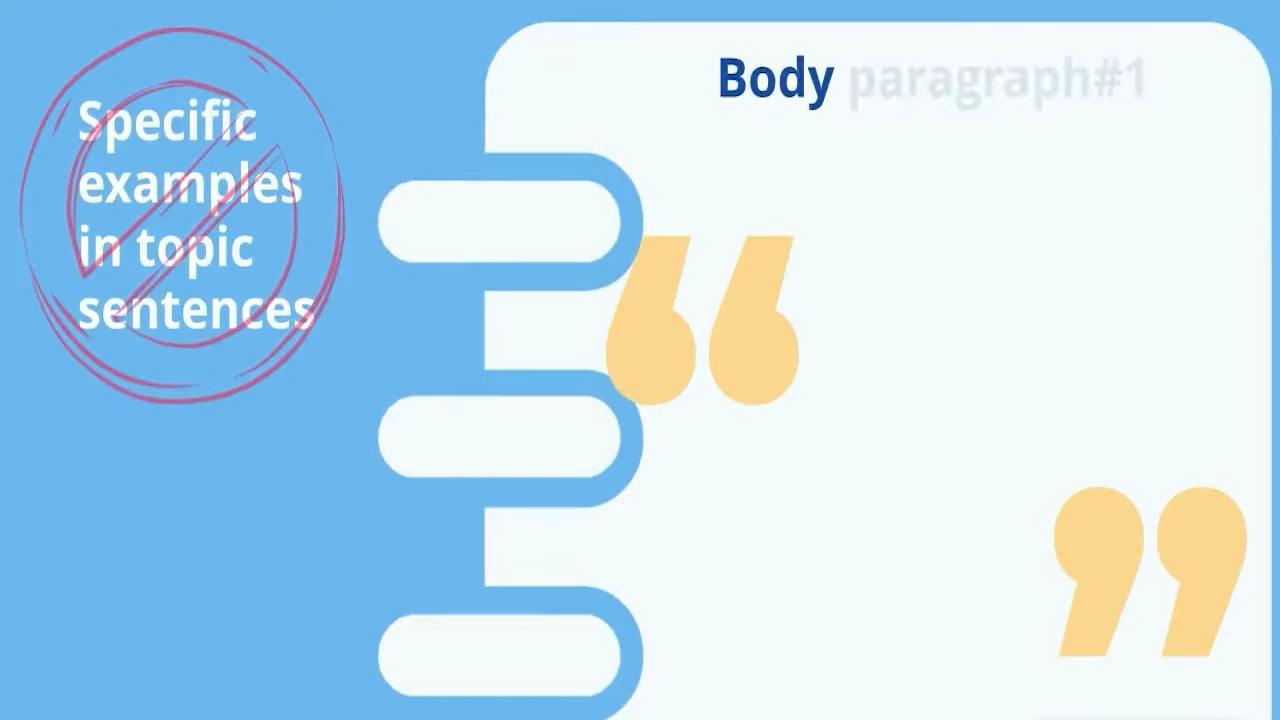 Specific
examples
in topic
sentences
Body paragraph#1
“
”